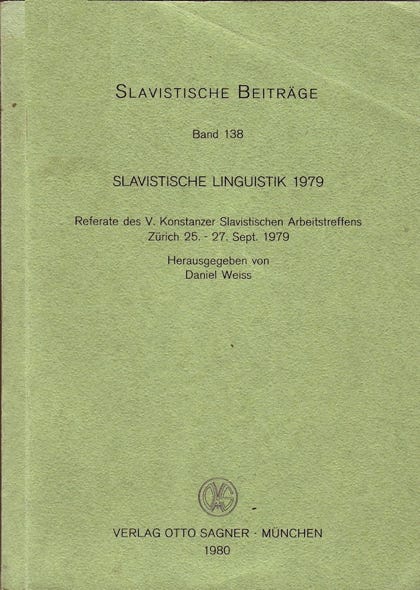 SLAVISTISCHE BEITRÄGE
Band 138
SLAVISTISCHE LINGUISTIK 1979
Referate des V. Konstanzer Slavistischen Arbeitstreffens
Zürich 25. - 27. Sept. 1979
Herausgegeben von
Daniel Weiss
VERLAG OTTO SAGNER · MÜNCHEN
1980